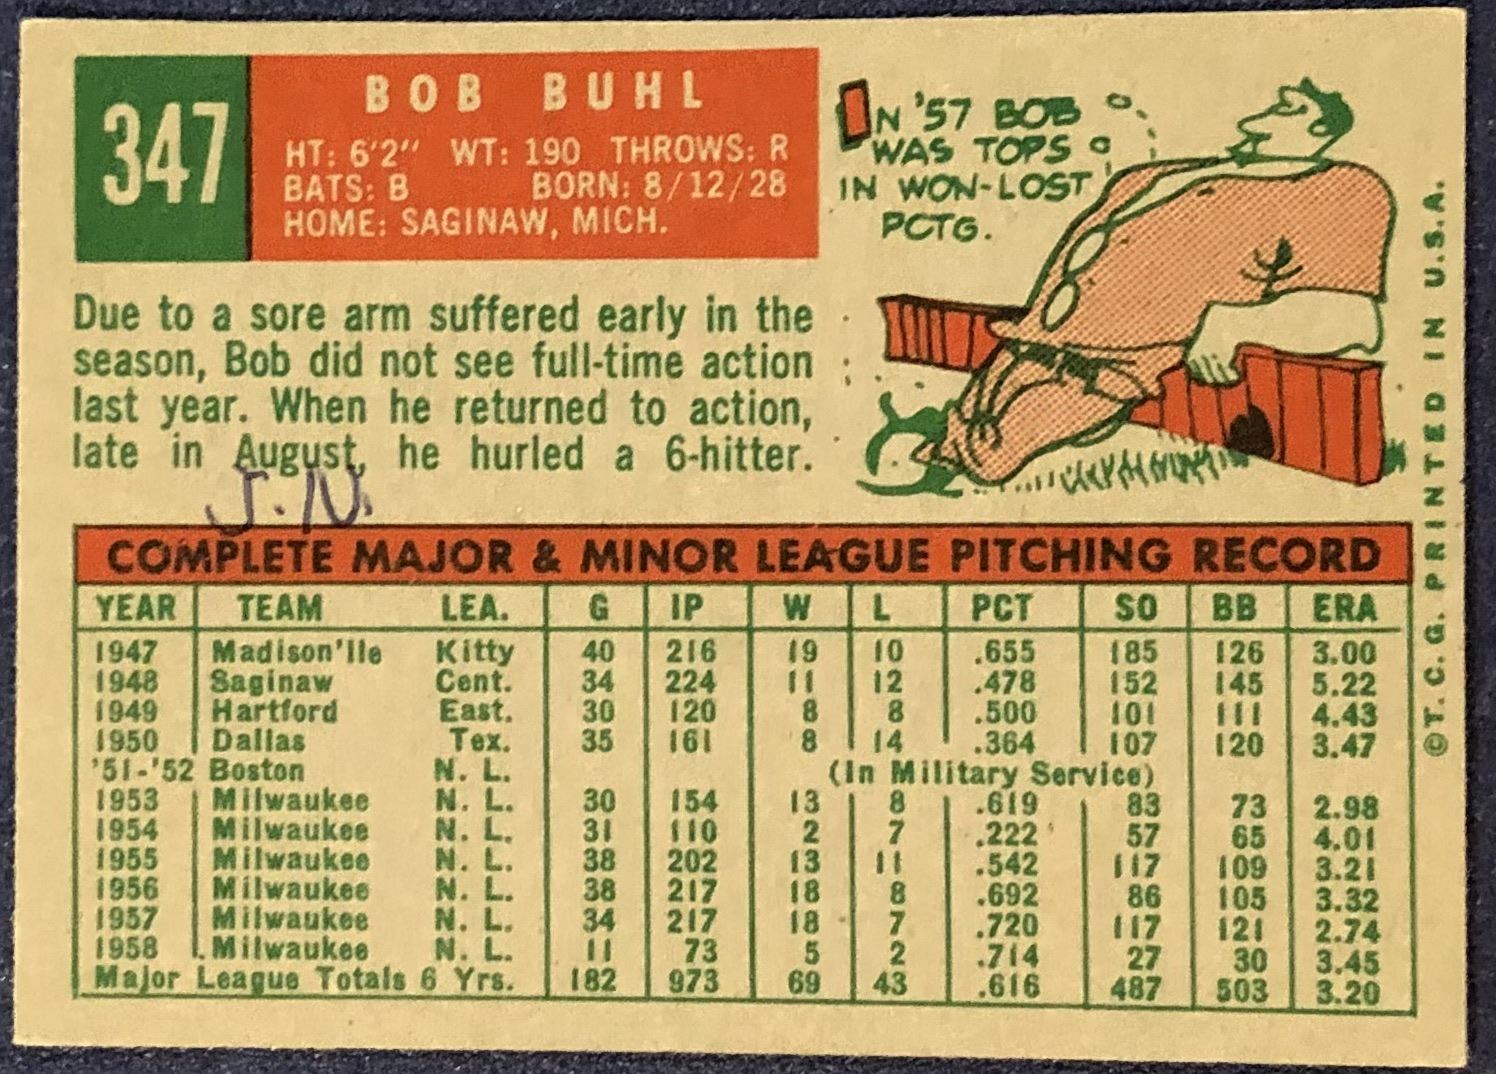 347
BOB BUHL
HT: 6'2" WT: 190 THROWS: R
BATS: B BORN: 8/12/28
HOME: SAGINAW, MICH.
IN '57 BOB
WAS TOPS
IN WON-LOST
PCTG.
Due to a sore arm suffered early in the
season, Bob did not see full-time action
last year. When he returned to action,
late in August, he hurled a 6-hitter.
J.N.
COMPLETE MAJOR & MINOR LEAGUE PITCHING RECORD
YEAR TEAM LEA. G IP W L PCT SO BB ERA
1947 Madison'lle Kitty 40 216 19 10 .655 185 126 3.00
1948 Saginaw Cent. 34 224 11 12 .478 152 145 5.22
1949 Hartford East. 30 120 8 8 .500 101 111 4.43
1950 Dallas Tex. 35 161 8 14 .364 107 120 3.47
'51-'52 Boston N. L. (In Military Service)
1953 Milwaukee N. L. 30 154 13 8 .619 83 73 2.98
1954 Milwaukee N. L. 31 110 2 7 .222 57 65 4.01
1955 Milwaukee N. L. 38 202 13 11 .542 117 109 3.21
1956 Milwaukee N. L. 38 217 18 8 .692 86 105 3.32
1957 Milwaukee N. L. 34 217 18 7 .720 117 121 2.74
1958 Milwaukee N. L. 11 73 5 2 .714 27 30 3.45
Major League Totals 6 Yrs. 182 973 69 43 .616 487 503 3.20
©T. C. G. PRINTED IN U.S.A.